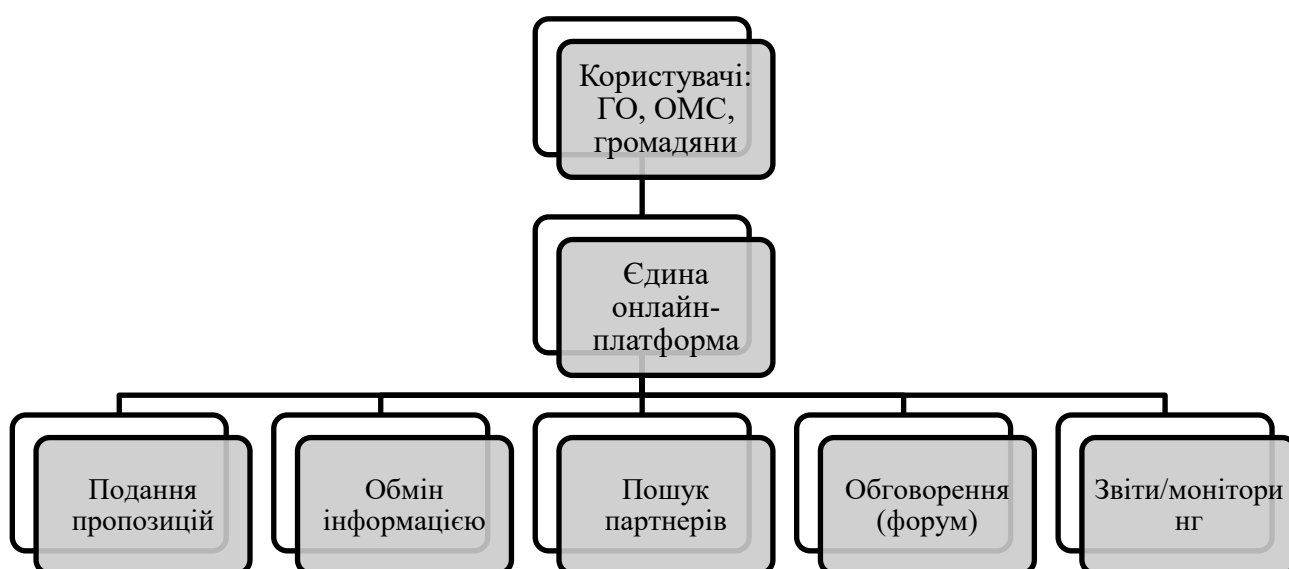 Користувачі:
ГО, ОМС,
громадяни
Єдина
онлайн-
платформа
Подання
пропозицій
Обмін
інформацією
Пошук
партнерів
Обговорення
(форум)
Звіти/монітори
нг